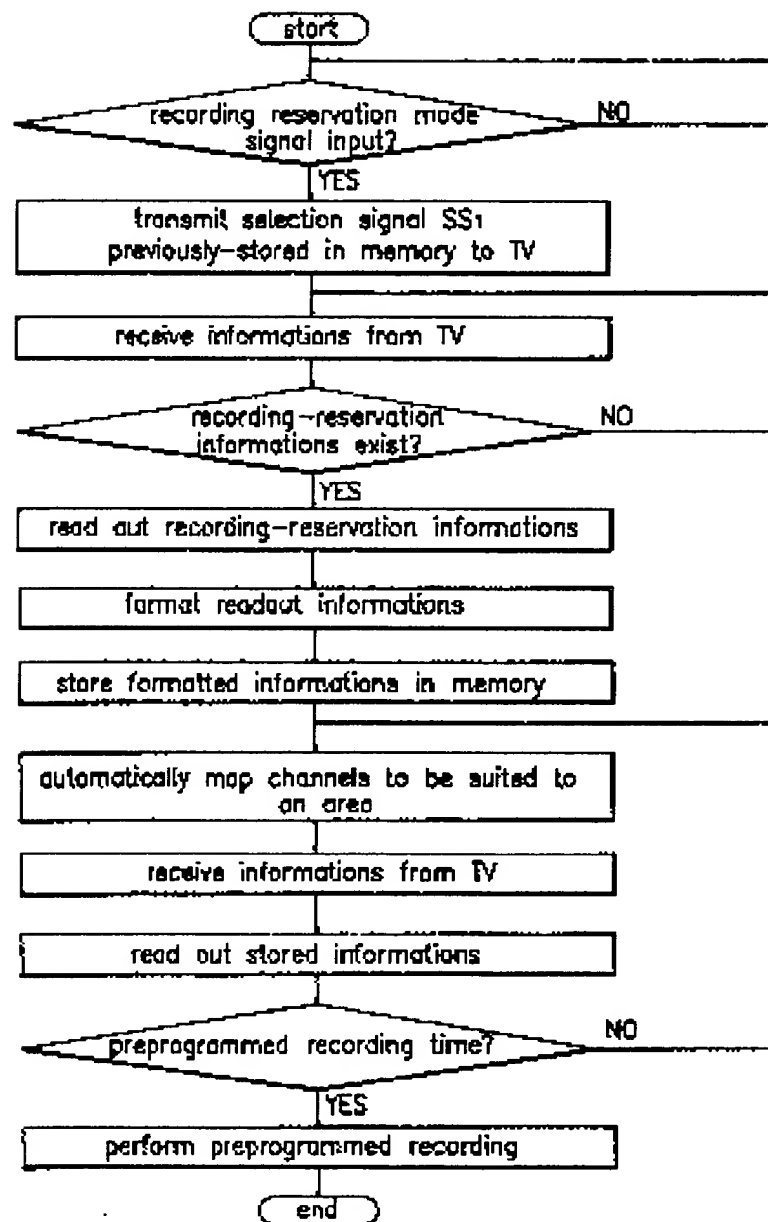 start
recording reservation mode
signal input?
NO
YES
transmit selection signal SS1
previously-stored in memory to TV
receive informations from TV
recording-reservation
informations exist?
NO
YES
read out recording-reservation informations
format readout informations
store formatted informations in memory
automatically map channels to be suited to
an area
receive informations from TV
read out stored informations
preprogrammed recording time?
NO
YES
perform preprogrammed recording
end